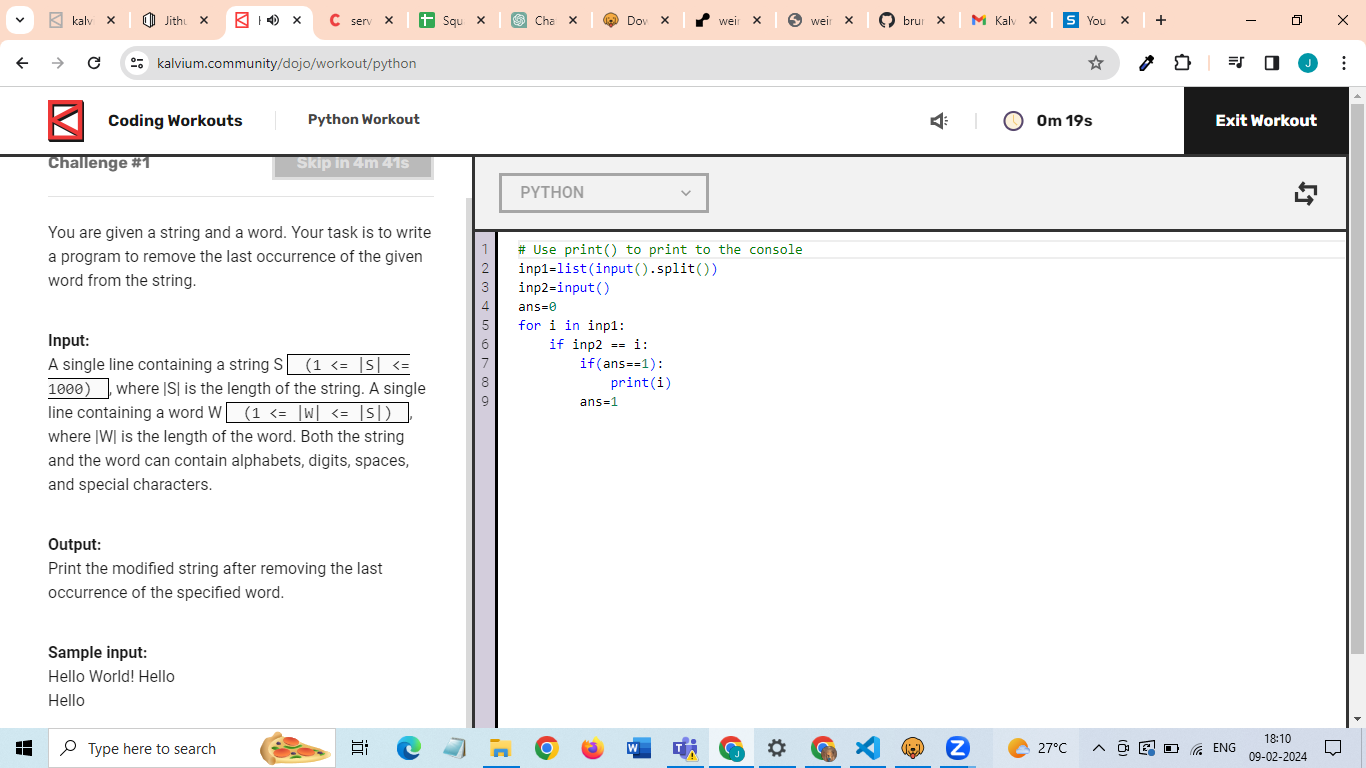 kalv
Jithu
serv
Squ
Cha
Dov
weir
weir
brur
Kalv
You
kalvium.community/dojo/workout/python
J
Coding Workouts
Python Workout
0m 19s
Exit Workout
Challenge #1
Skip in 4m 41s
You are given a string and a word. Your task is to write
a program to remove the last occurrence of the given
word from the string.
Input:
A single line containing a string S (1 <= |S| <=
1000) , where |S| is the length of the string. A single
line containing a word W (1 <= |W| <= |S|) ,
where |W| is the length of the word. Both the string
and the word can contain alphabets, digits, spaces,
and special characters.
Output:
Print the modified string after removing the last
occurrence of the specified word.
Sample input:
Hello World! Hello
Hello
PYTHON
1 # Use print() to print to the console
2 inp1=list(input().split())
3 inp2=input()
4 ans=0
5 for i in inp1:
6 if inp2 == i:
7 if(ans==1):
8 print(i)
9 ans=1
Type here to search
27°C
ENG
18:10
09-02-2024